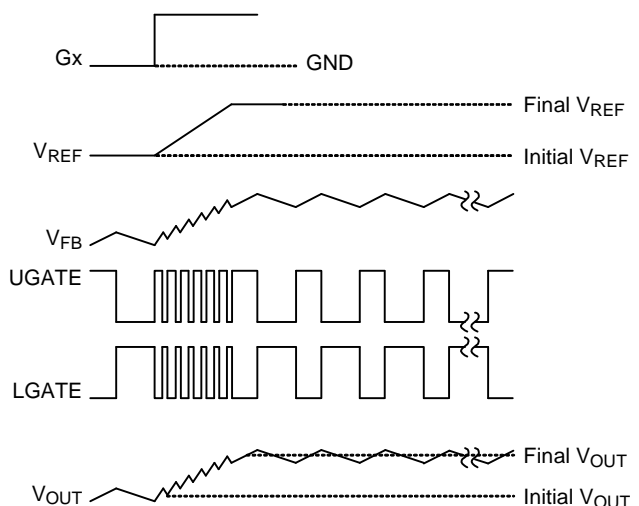 Gx
GND
Final VREF
VREF
Initial VREF
VFB
UGATE
LGATE
Final VOUT
VOUT
Initial VOUT